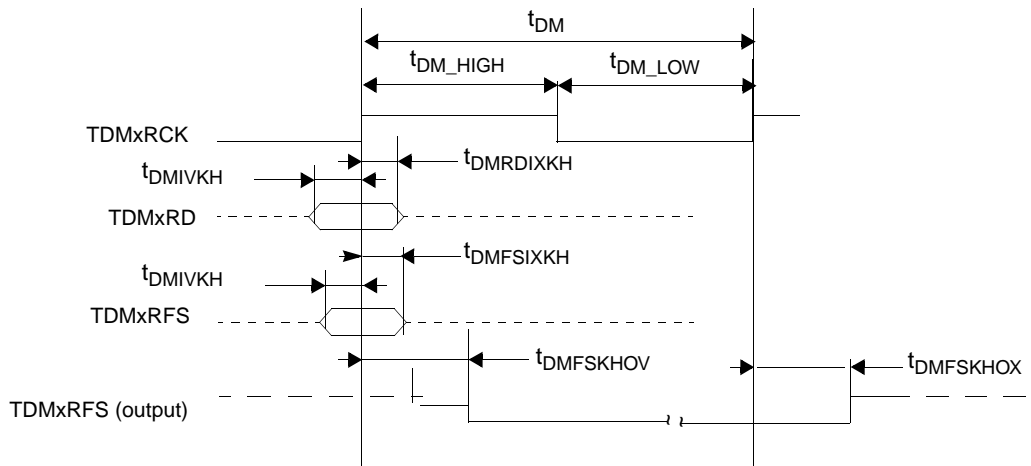 tDM
tDM_HIGH
tDM_LOW
TDMxRCK
tDMIVKH
tDMRDIXKH
TDMxRD
tDMFSIXKH
tDMIVKH
TDMxRFS
tDMFSKHOV
tDMFSKHOX
TDMxRFS (output)